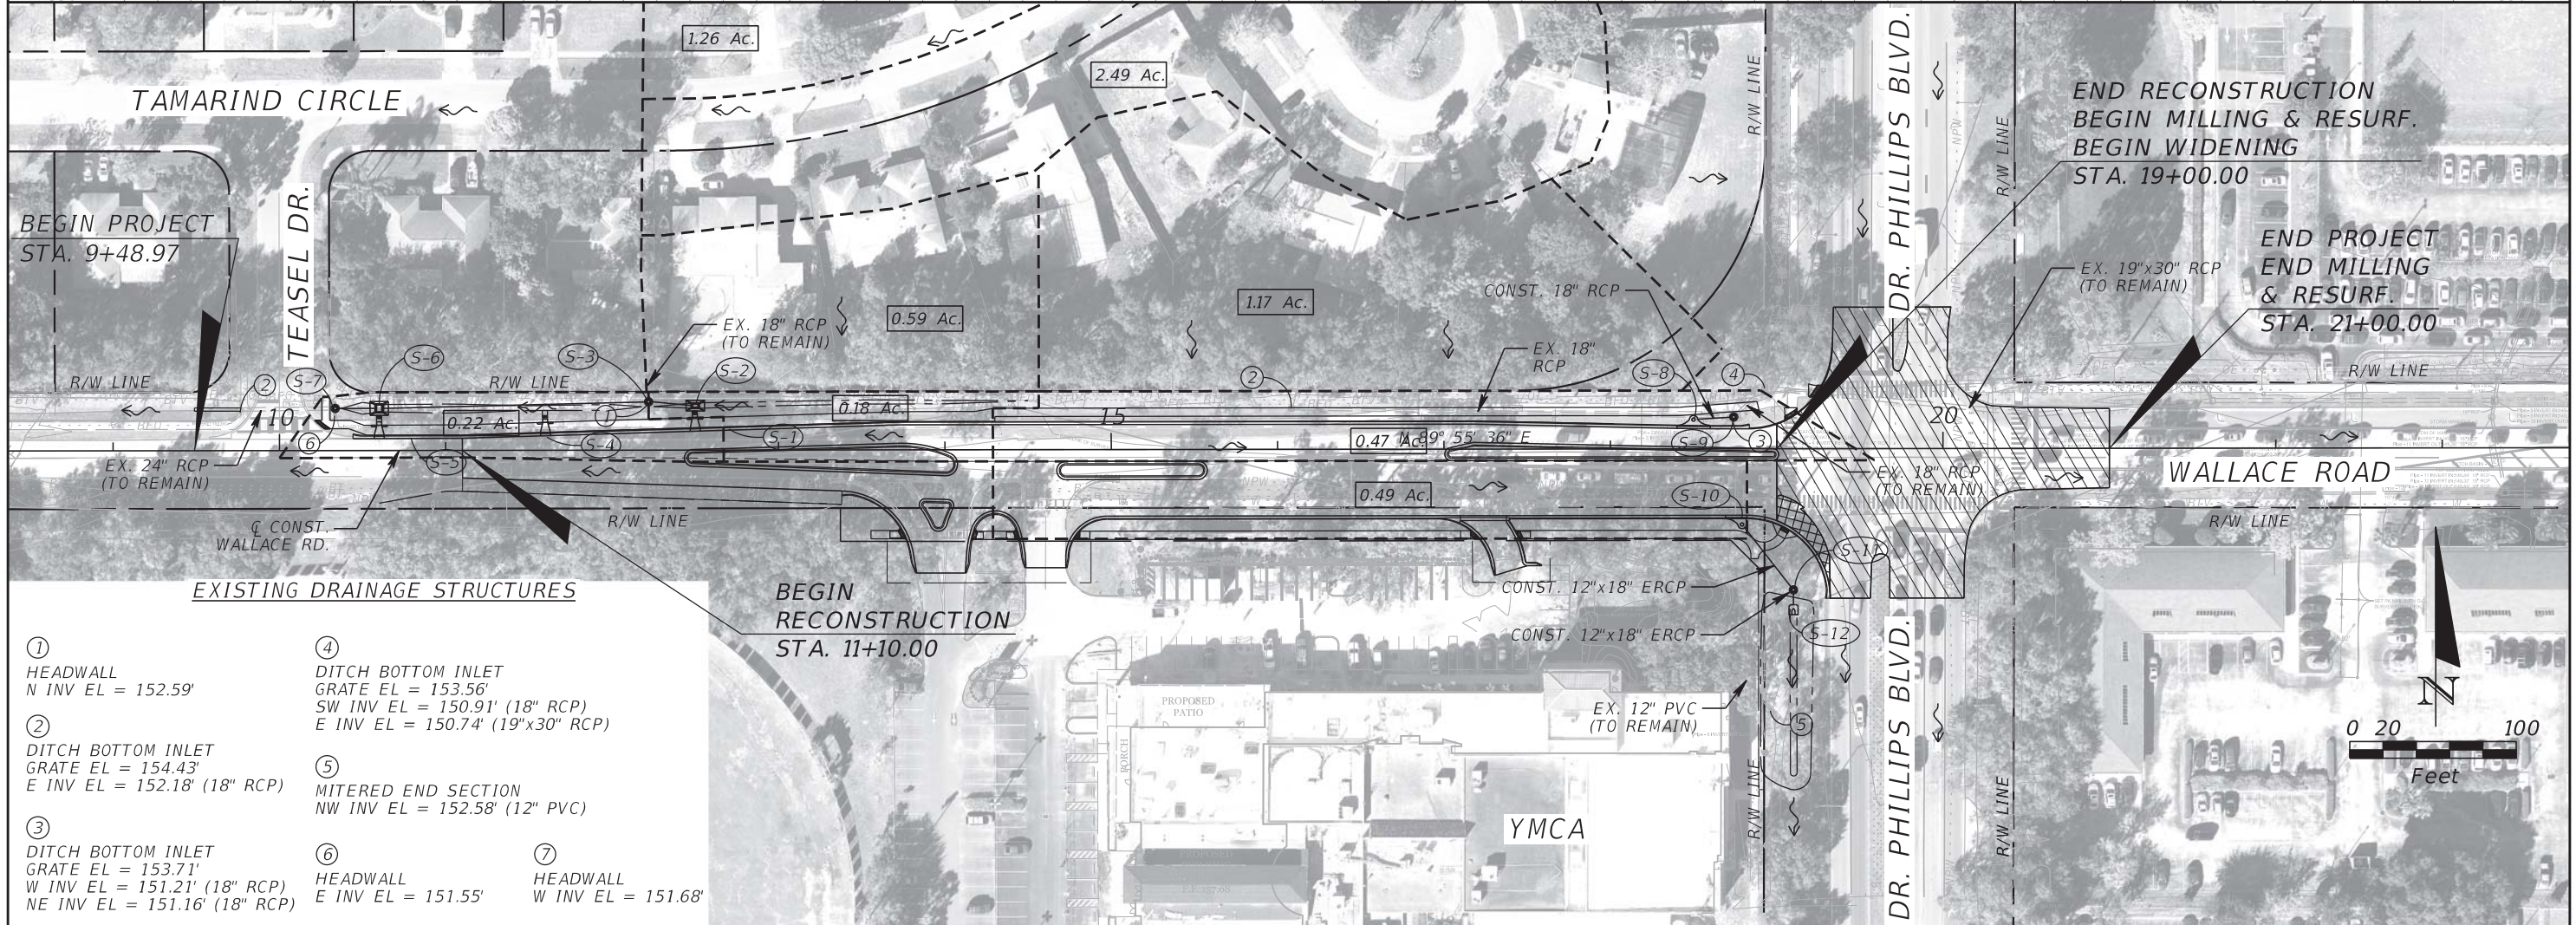 1.26 Ac.
2.49 Ac.
TAMARIND CIRCLE
TEASEL DR.
BEGIN PROJECT
STA. 9+48.97
R/W LINE
DR. PHILLIPS BLVD.
R/W LINE
END RECONSTRUCTION
BEGIN MILLING & RESURF.
BEGIN WIDENING
STA. 19+00.00
END PROJECT
END MILLING
& RESURF.
STA. 21+00.00
EX. 19"x30" RCP
(TO REMAIN)
CONST. 18" RCP
0.59 Ac.
1.17 Ac.
EX. 18" RCP
(TO REMAIN)
EX. 18"
RCP
R/W LINE
2
S-7
S-6
R/W LINE
S-3
S-2
2
S-8
4
R/W LINE
10
6
0.22 Ac.
1
S-4
0.18 Ac.
S-1
15
0.47 Ac.
N 89° 55' 36" E
S-9
3
20
EX. 24" RCP
(TO REMAIN)
S-5
EX. 18" RCP
(TO REMAIN)
WALLACE ROAD
0.49 Ac.
S-10
℄ CONST.
WALLACE RD.
R/W LINE
R/W LINE
S-11
NPW
NPW
BEGIN
RECONSTRUCTION
STA. 11+10.00
CONST. 12"x18" ERCP
CONST. 12"x18" ERCP
S-12
EX. 12" PVC
(TO REMAIN)
5
PROPOSED
PATIO
PORCH
PROPOSED
YMCA
R/W LINE
DR. PHILLIPS BLVD.
R/W LINE
N
0 20 100
Feet
EXISTING DRAINAGE STRUCTURES
1
HEADWALL
N INV EL = 152.59'
2
DITCH BOTTOM INLET
GRATE EL = 154.43'
E INV EL = 152.18' (18" RCP)
3
DITCH BOTTOM INLET
GRATE EL = 153.71'
W INV EL = 151.21' (18" RCP)
NE INV EL = 151.16' (18" RCP)
4
DITCH BOTTOM INLET
GRATE EL = 153.56'
SW INV EL = 150.91' (18" RCP)
E INV EL = 150.74' (19"x30" RCP)
5
MITERED END SECTION
NW INV EL = 152.58' (12" PVC)
6
HEADWALL
E INV EL = 151.55'
7
HEADWALL
W INV EL = 151.68'